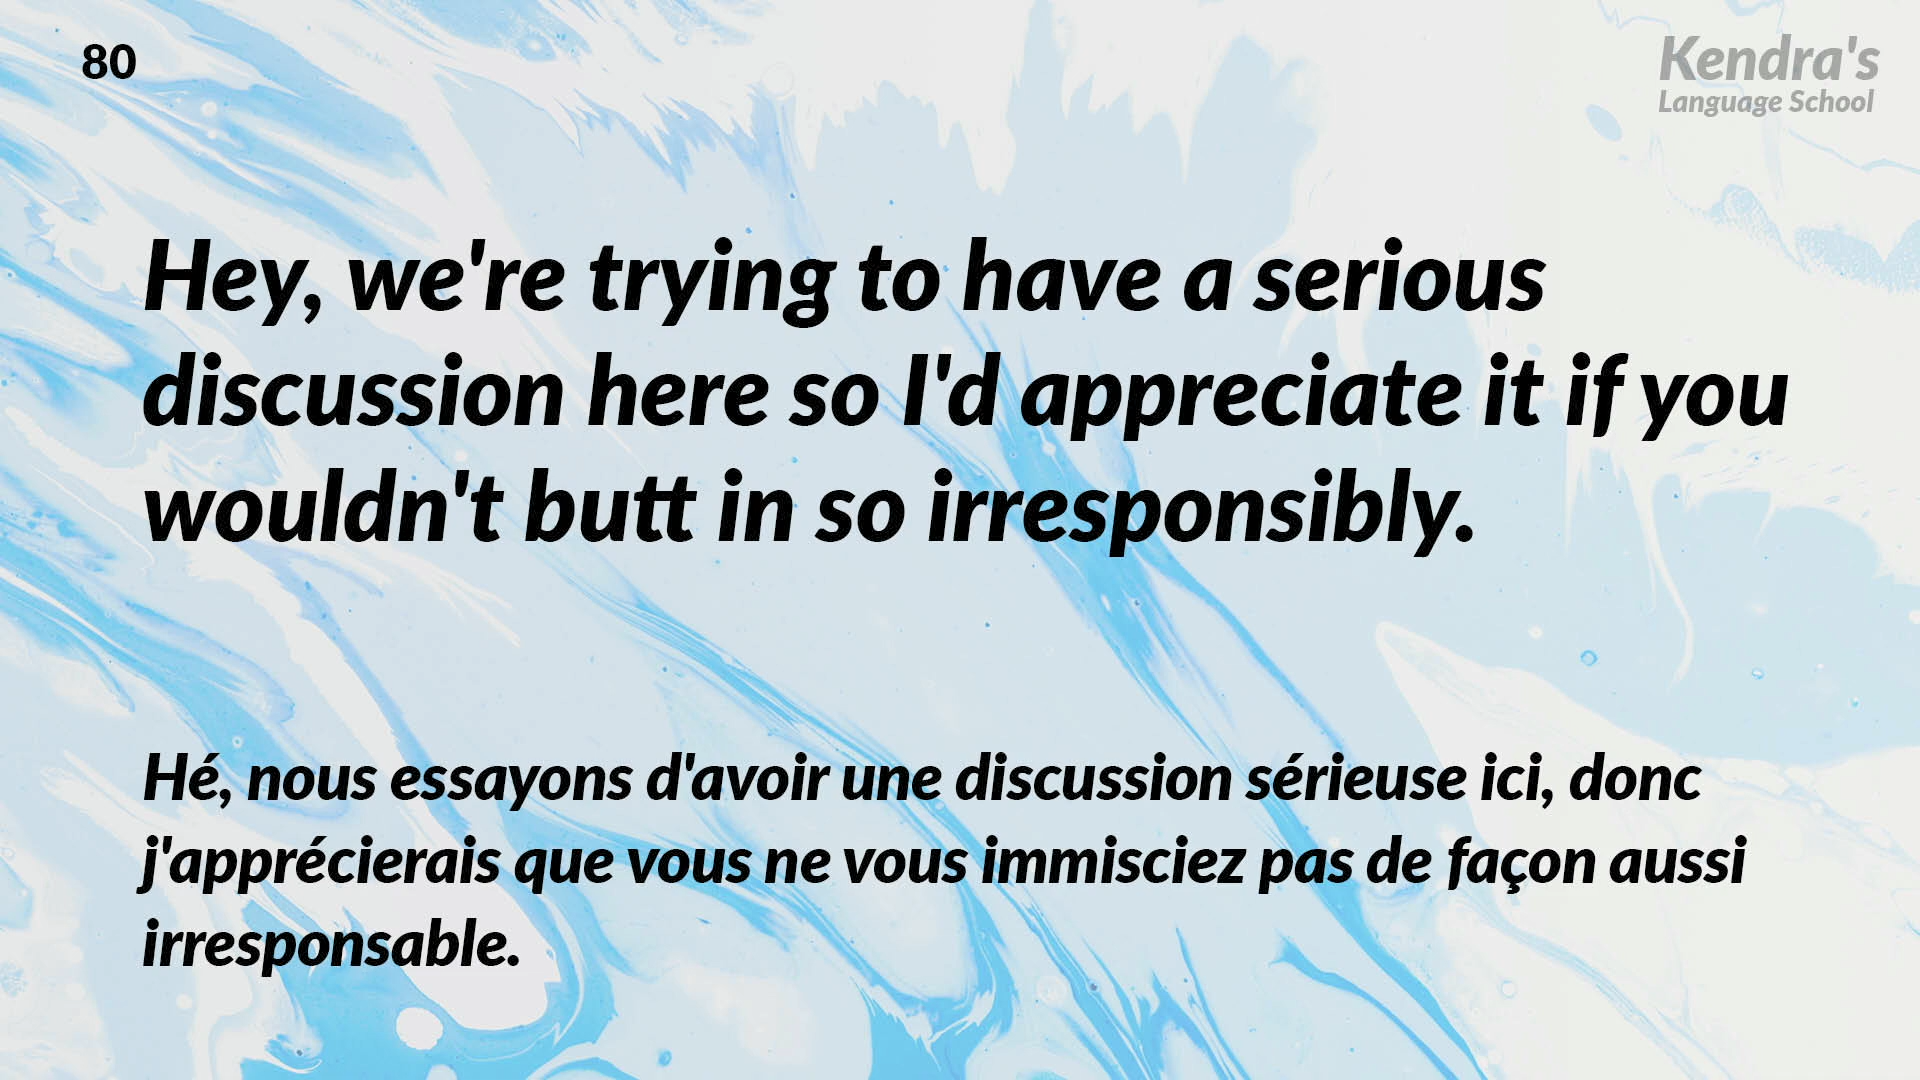 80
Kendra's
Language School
Hey, we're trying to have a serious
discussion here so I'd appreciate it if you
wouldn't butt in so irresponsibly.
Hé, nous essayons d'avoir une discussion sérieuse ici, donc
j'apprécierais que vous ne vous immisciez pas de façon aussi
irresponsable.